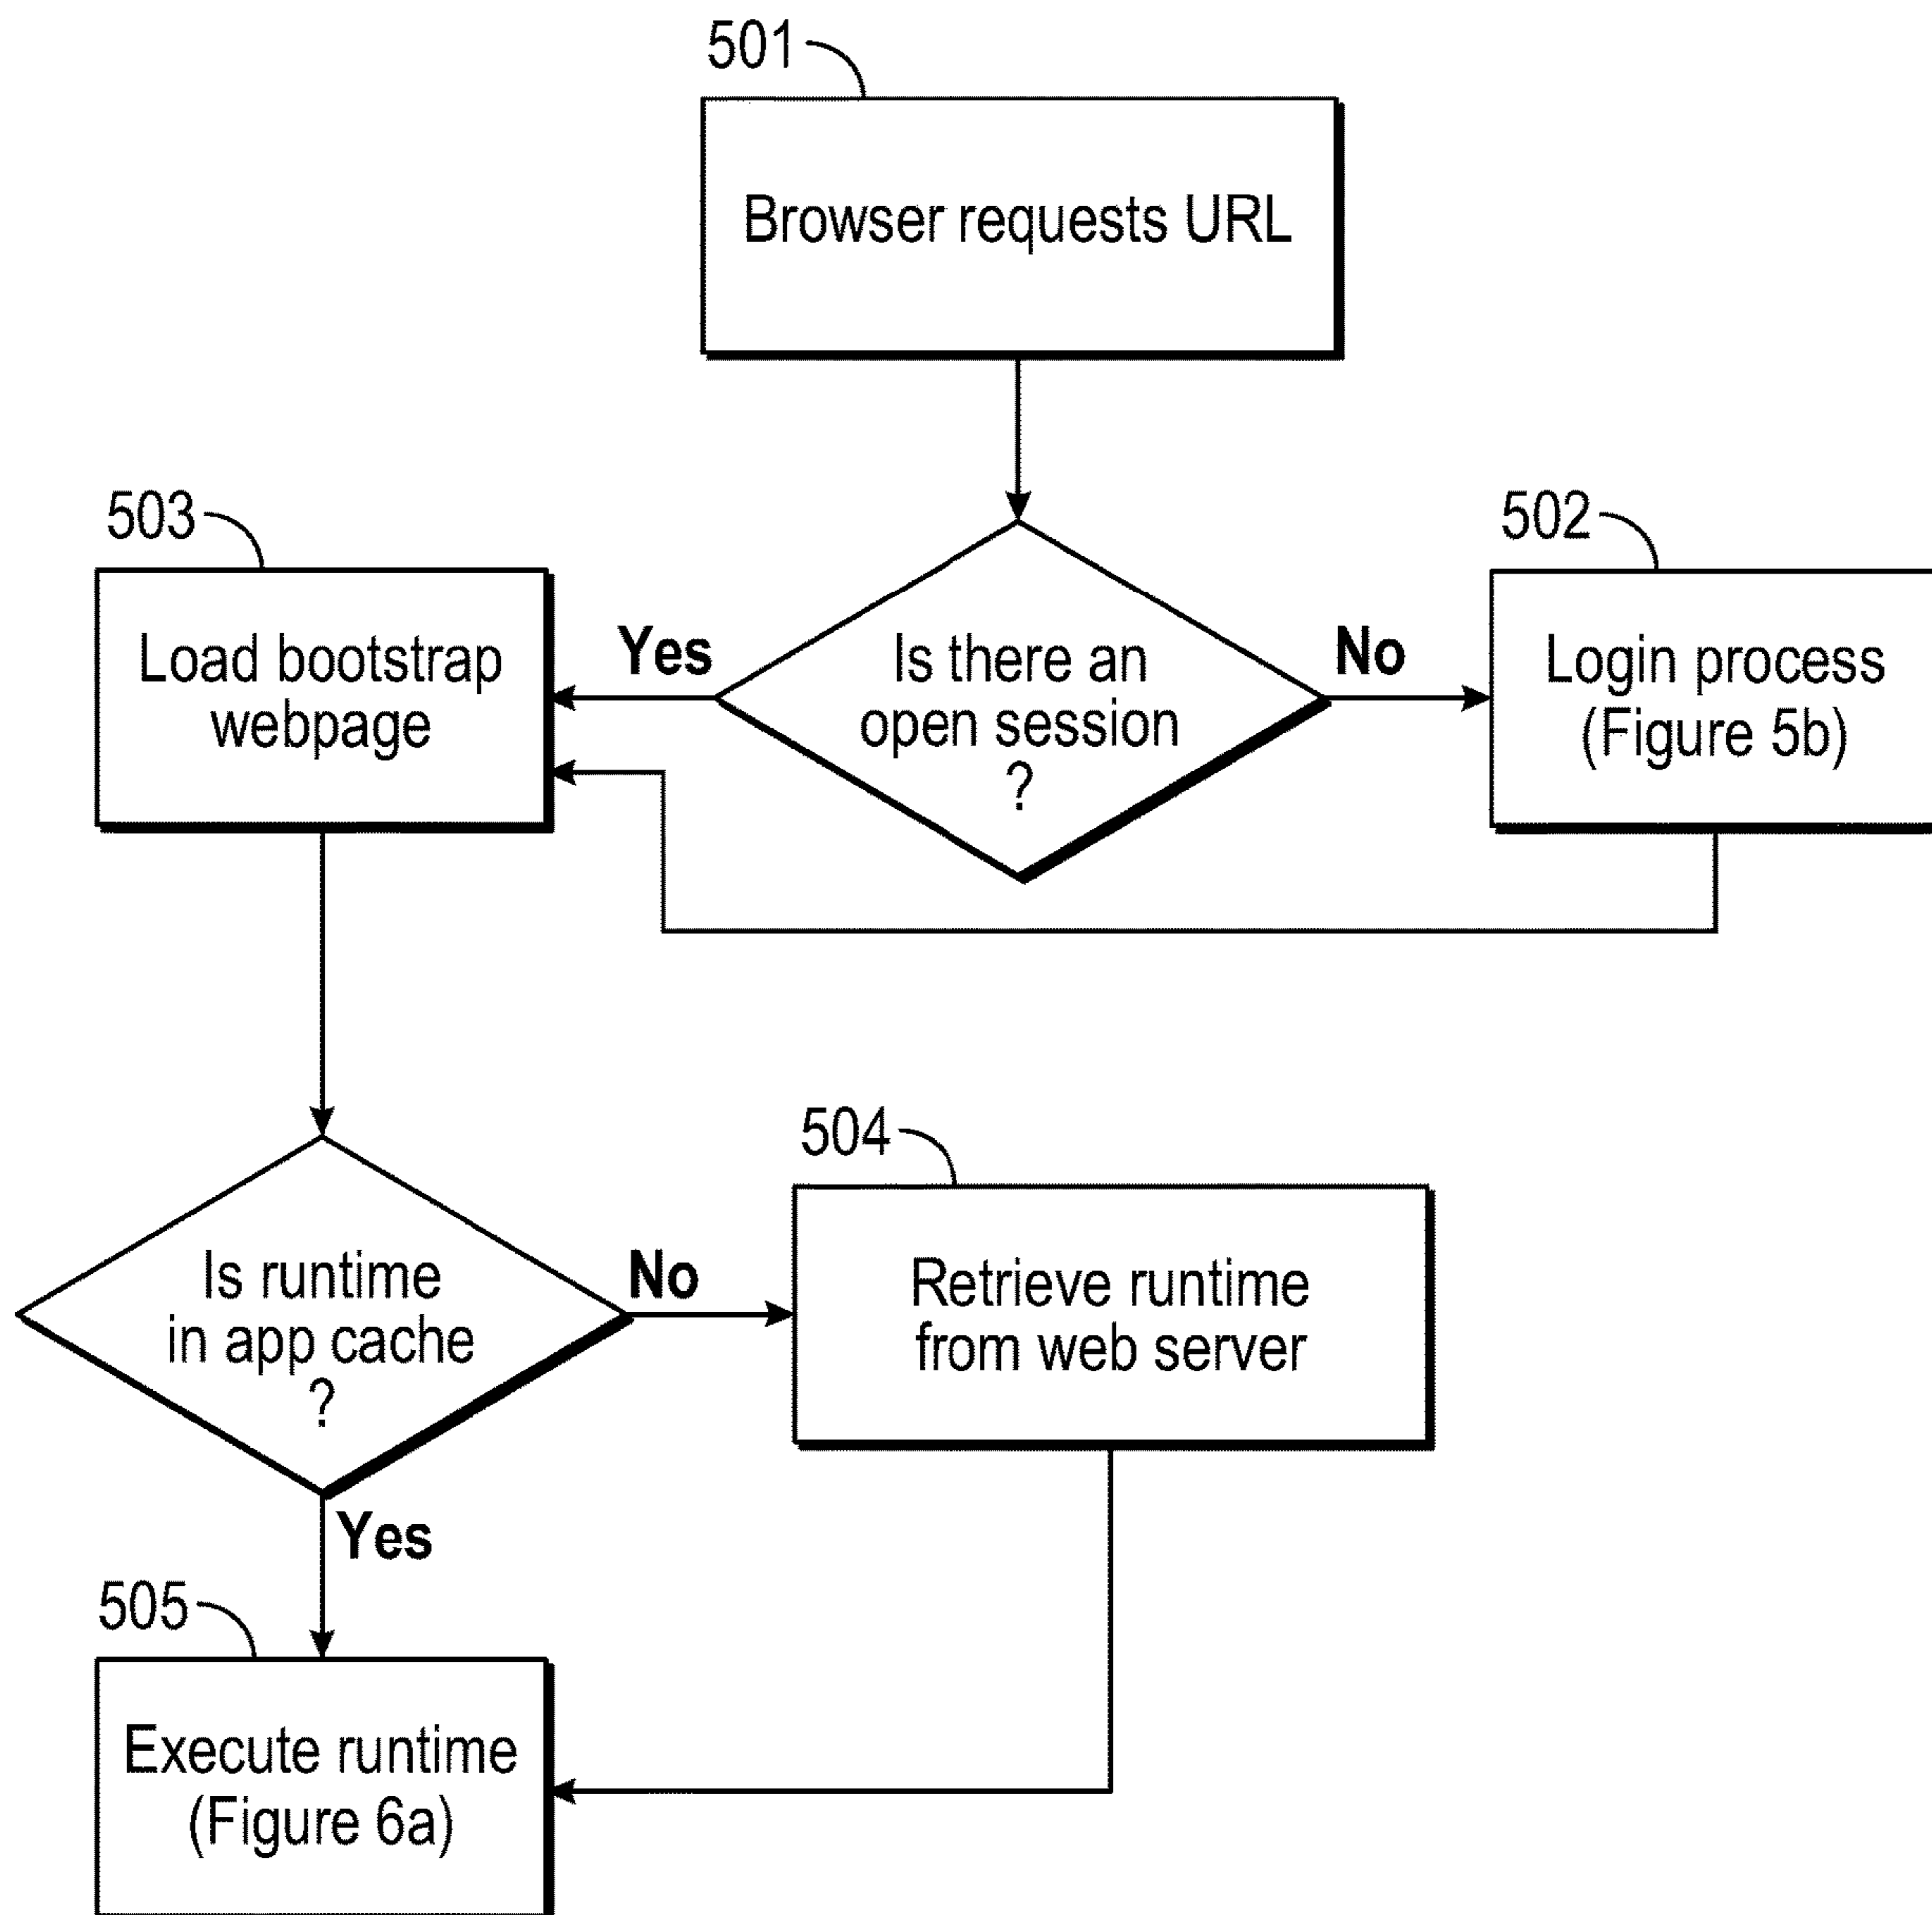 501
Browser requests URL
503
Load bootstrap
webpage
Yes
Is there an
open session
?
No
502
Login process
(Figure 5b)
Is runtime
in app cache
?
No
504
Retrieve runtime
from web server
Yes
505
Execute runtime
(Figure 6a)